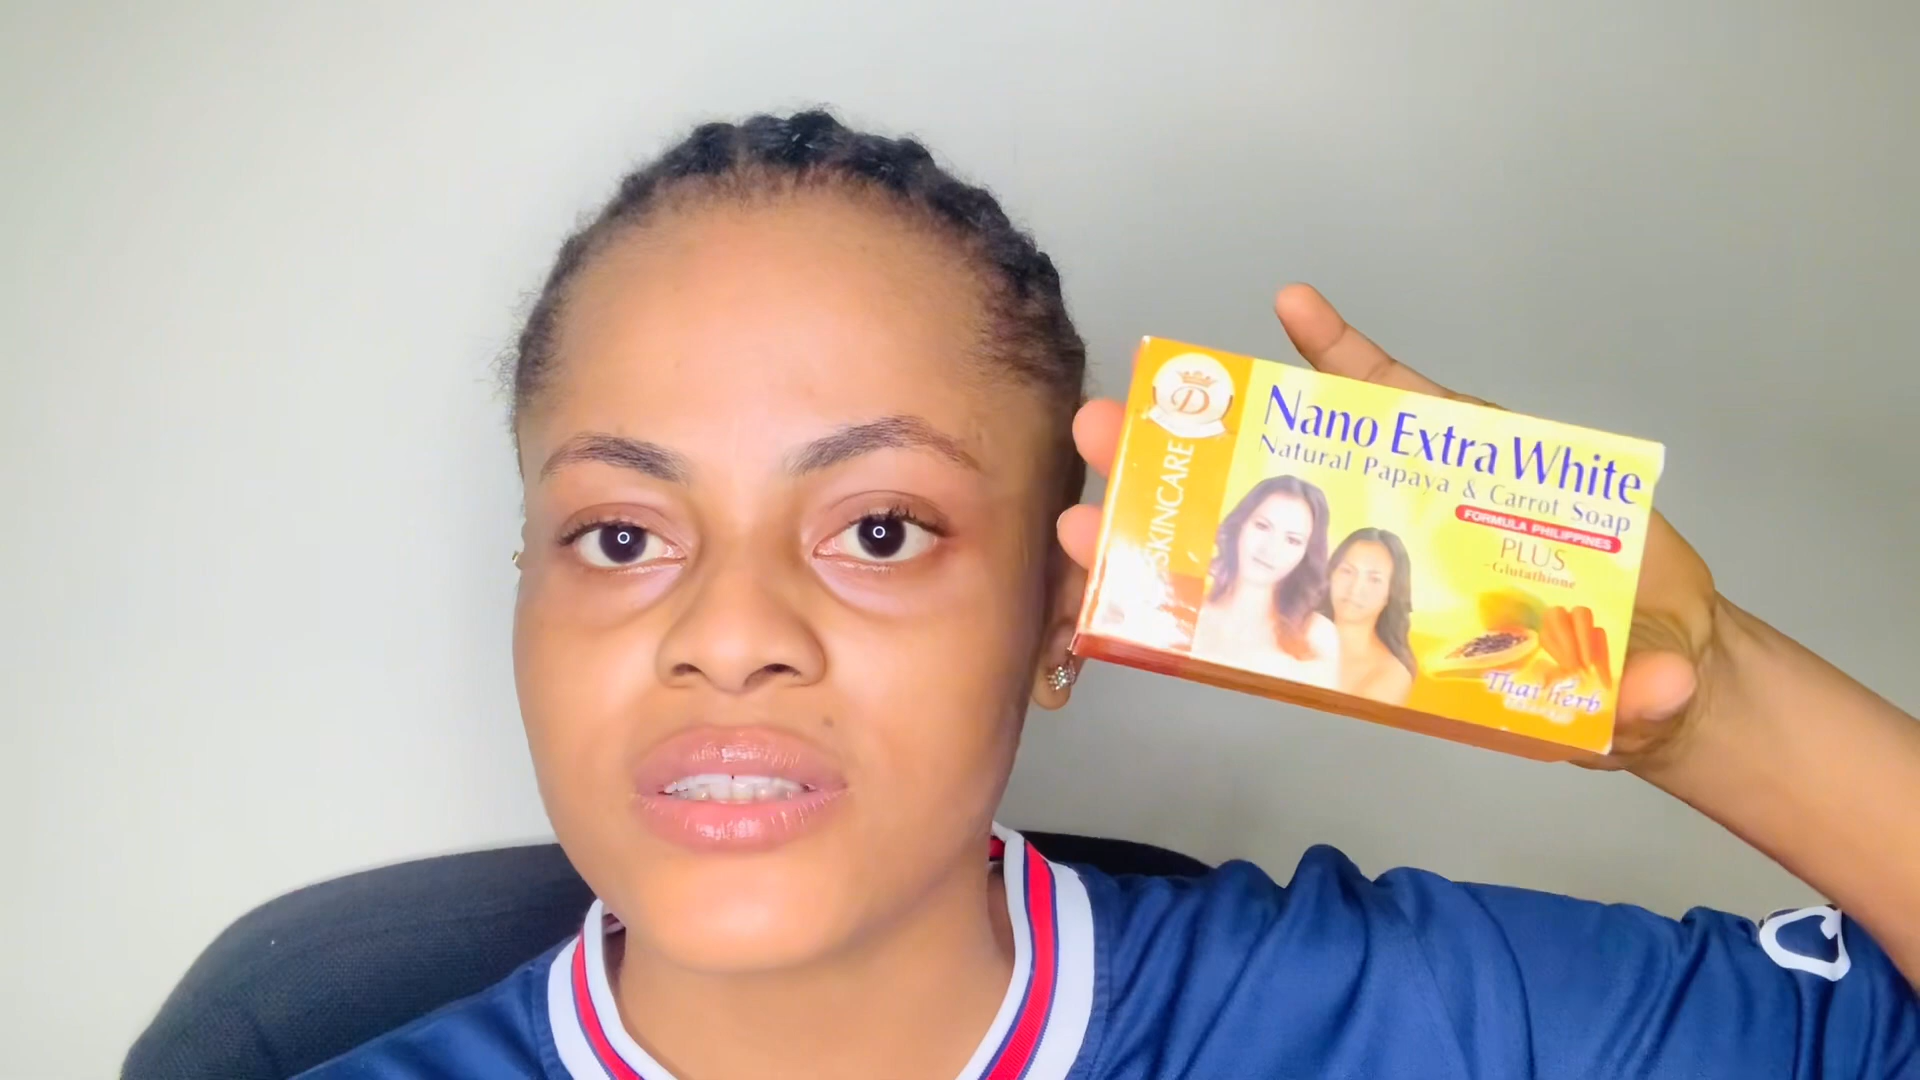 D
SKINCARE
Nano Extra White
Natural Papaya & Carrot Soap
FORMULA PHILIPPINES
PLUS
-Glutathione
Thai herb